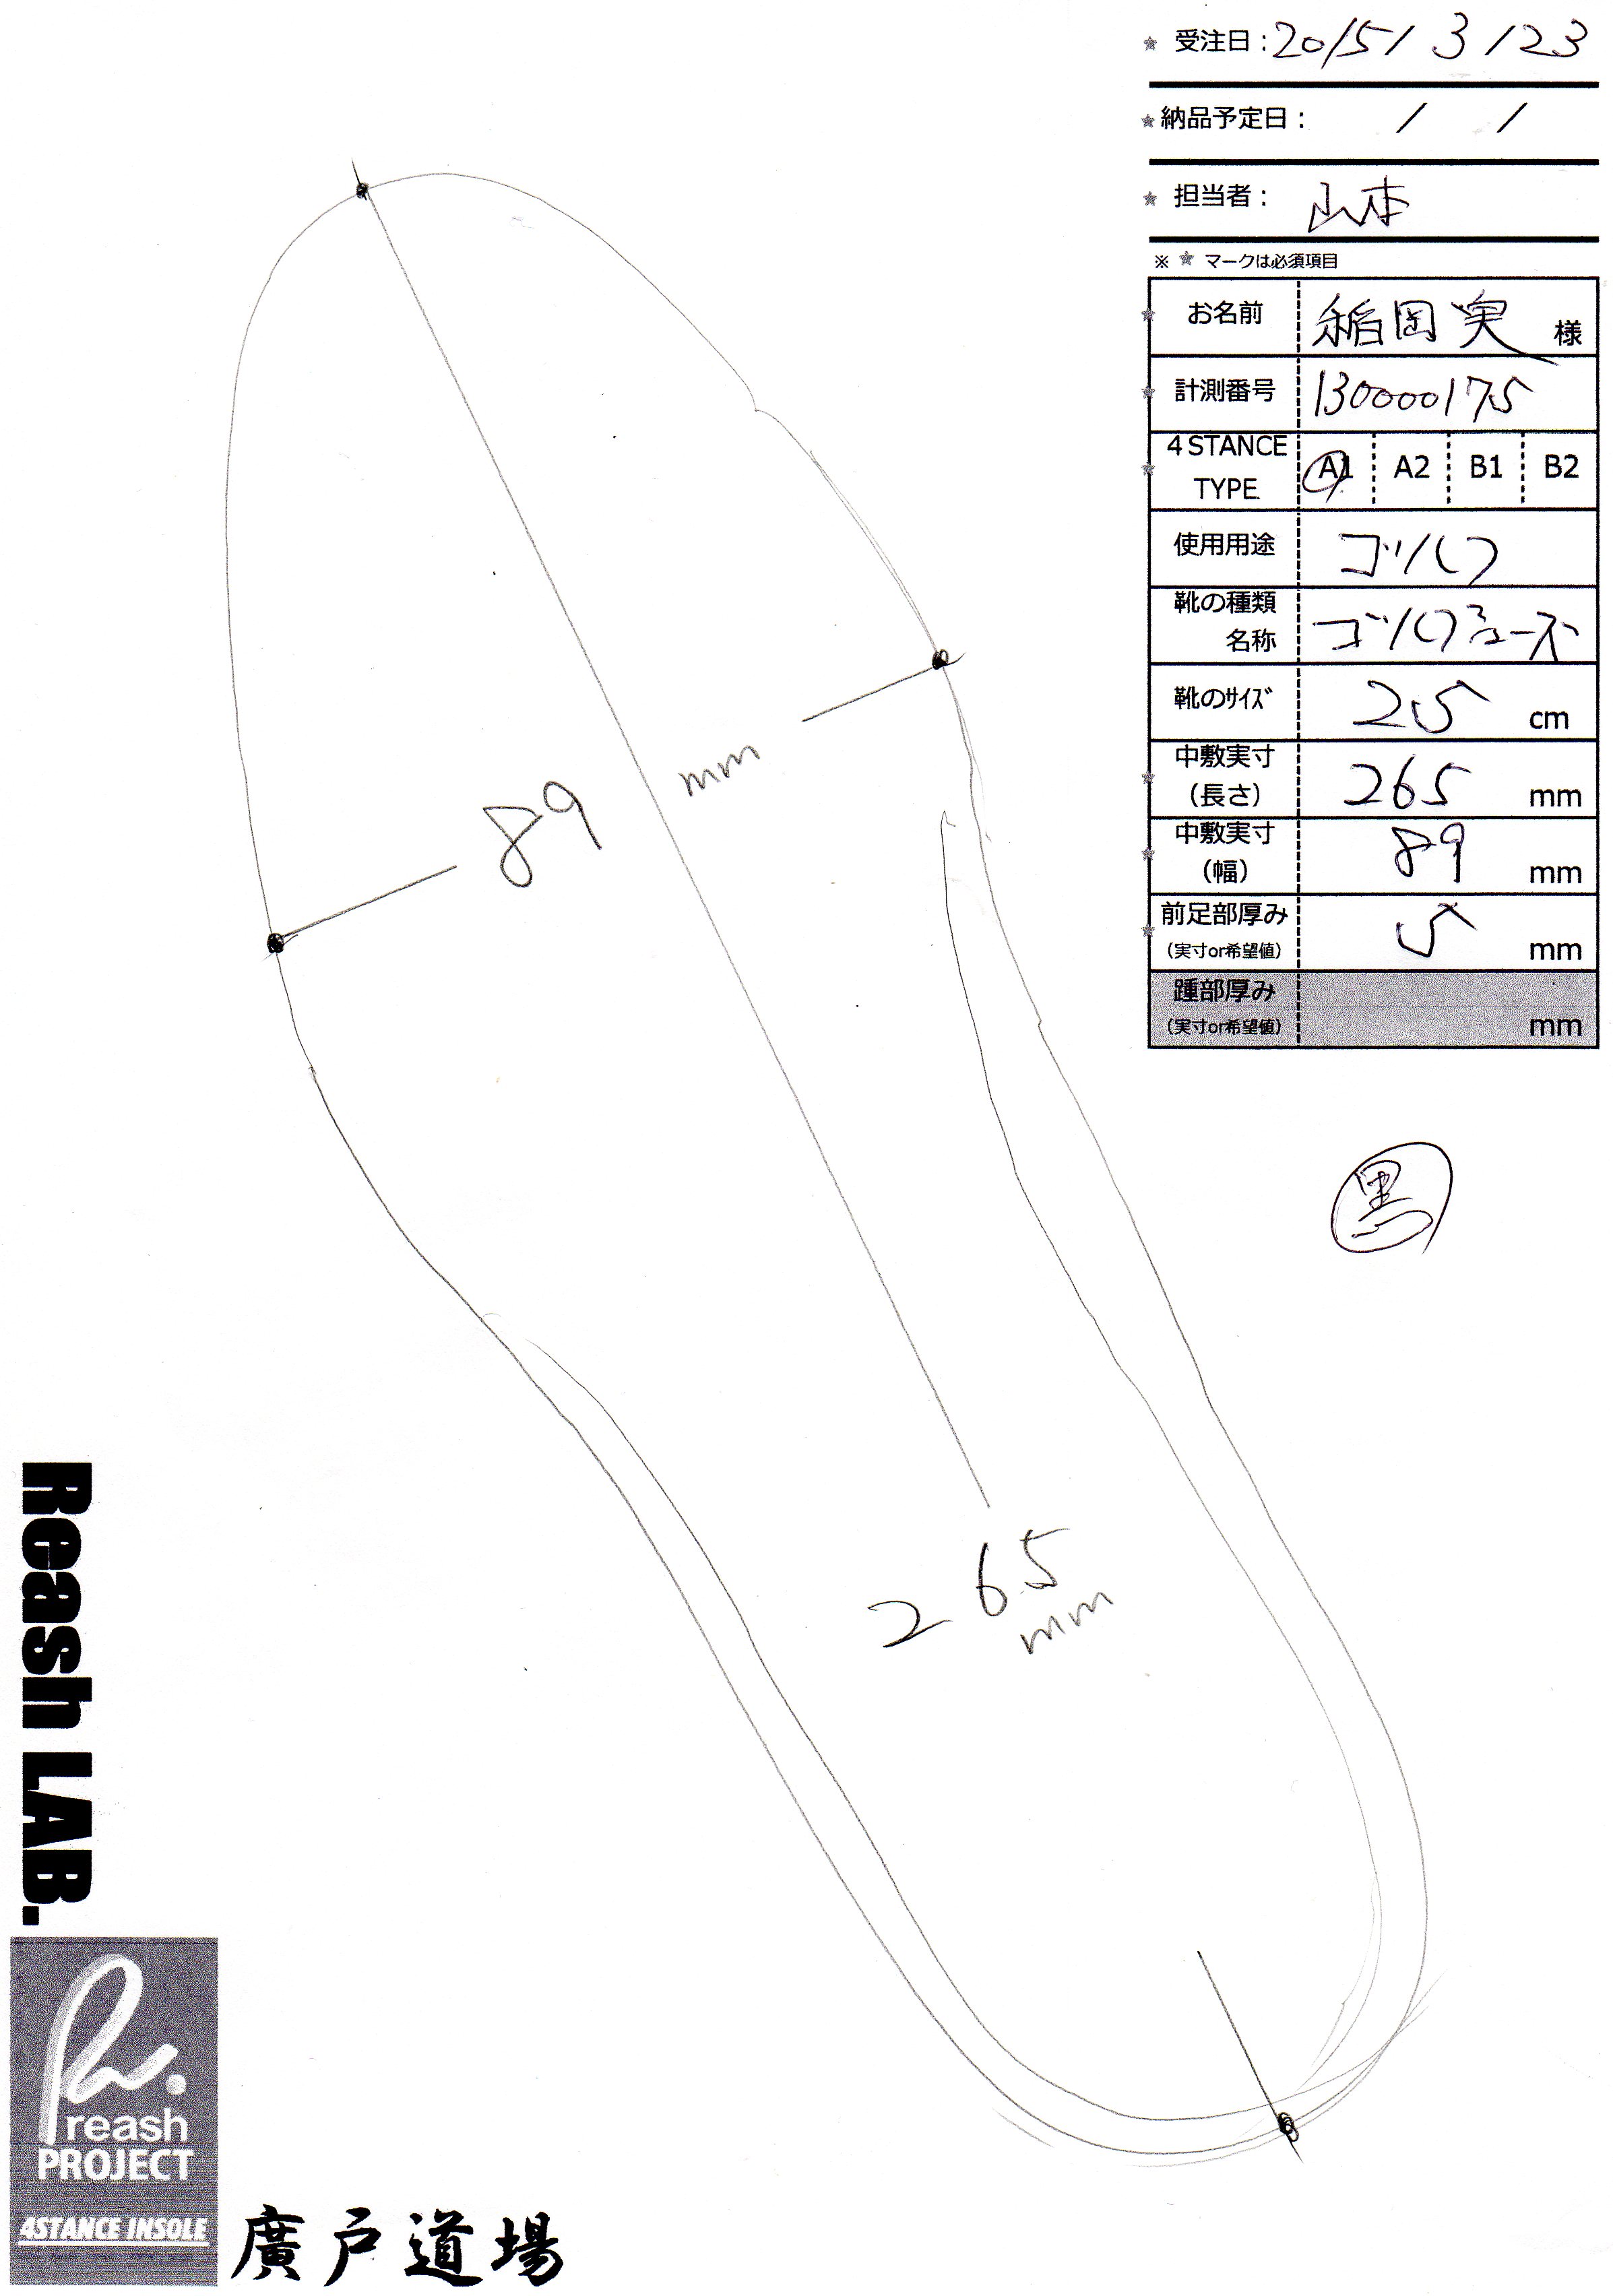 ★ 受注日：2015/ 3 /23
★ 納品予定日： / /
★ 担当者： 山本
※ ★ マークは必須項目
★ お名前 稲岡 実 様
★ 計測番号 130000175
★ 4 STANCE TYPE. A1 A2 B1 B2
使用用途 ゴルフ
靴の種類
名称 ゴルフシューズ
靴のサイズ 25 cm
★ 中敷実寸
(長さ) 265 mm
★ 中敷実寸
(幅) 89 mm
★ 前足部厚み
(実寸or希望値) 5 mm
踵部厚み
(実寸or希望値) mm
89 mm
黒
265
mm
Reash LAB.
R.
reash
PROJECT
4STANCE INSOLE
廣戸道場